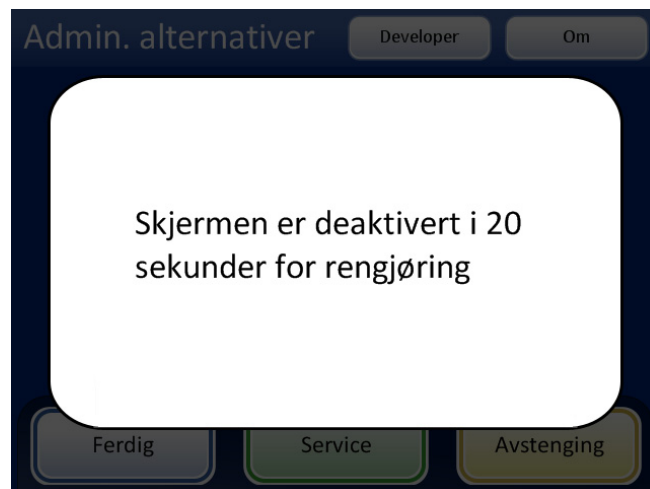 Admin. alternativer Developer Om
Skjermen er deaktivert i 20
sekunder for rengjøring
Ferdig Service Avstenging